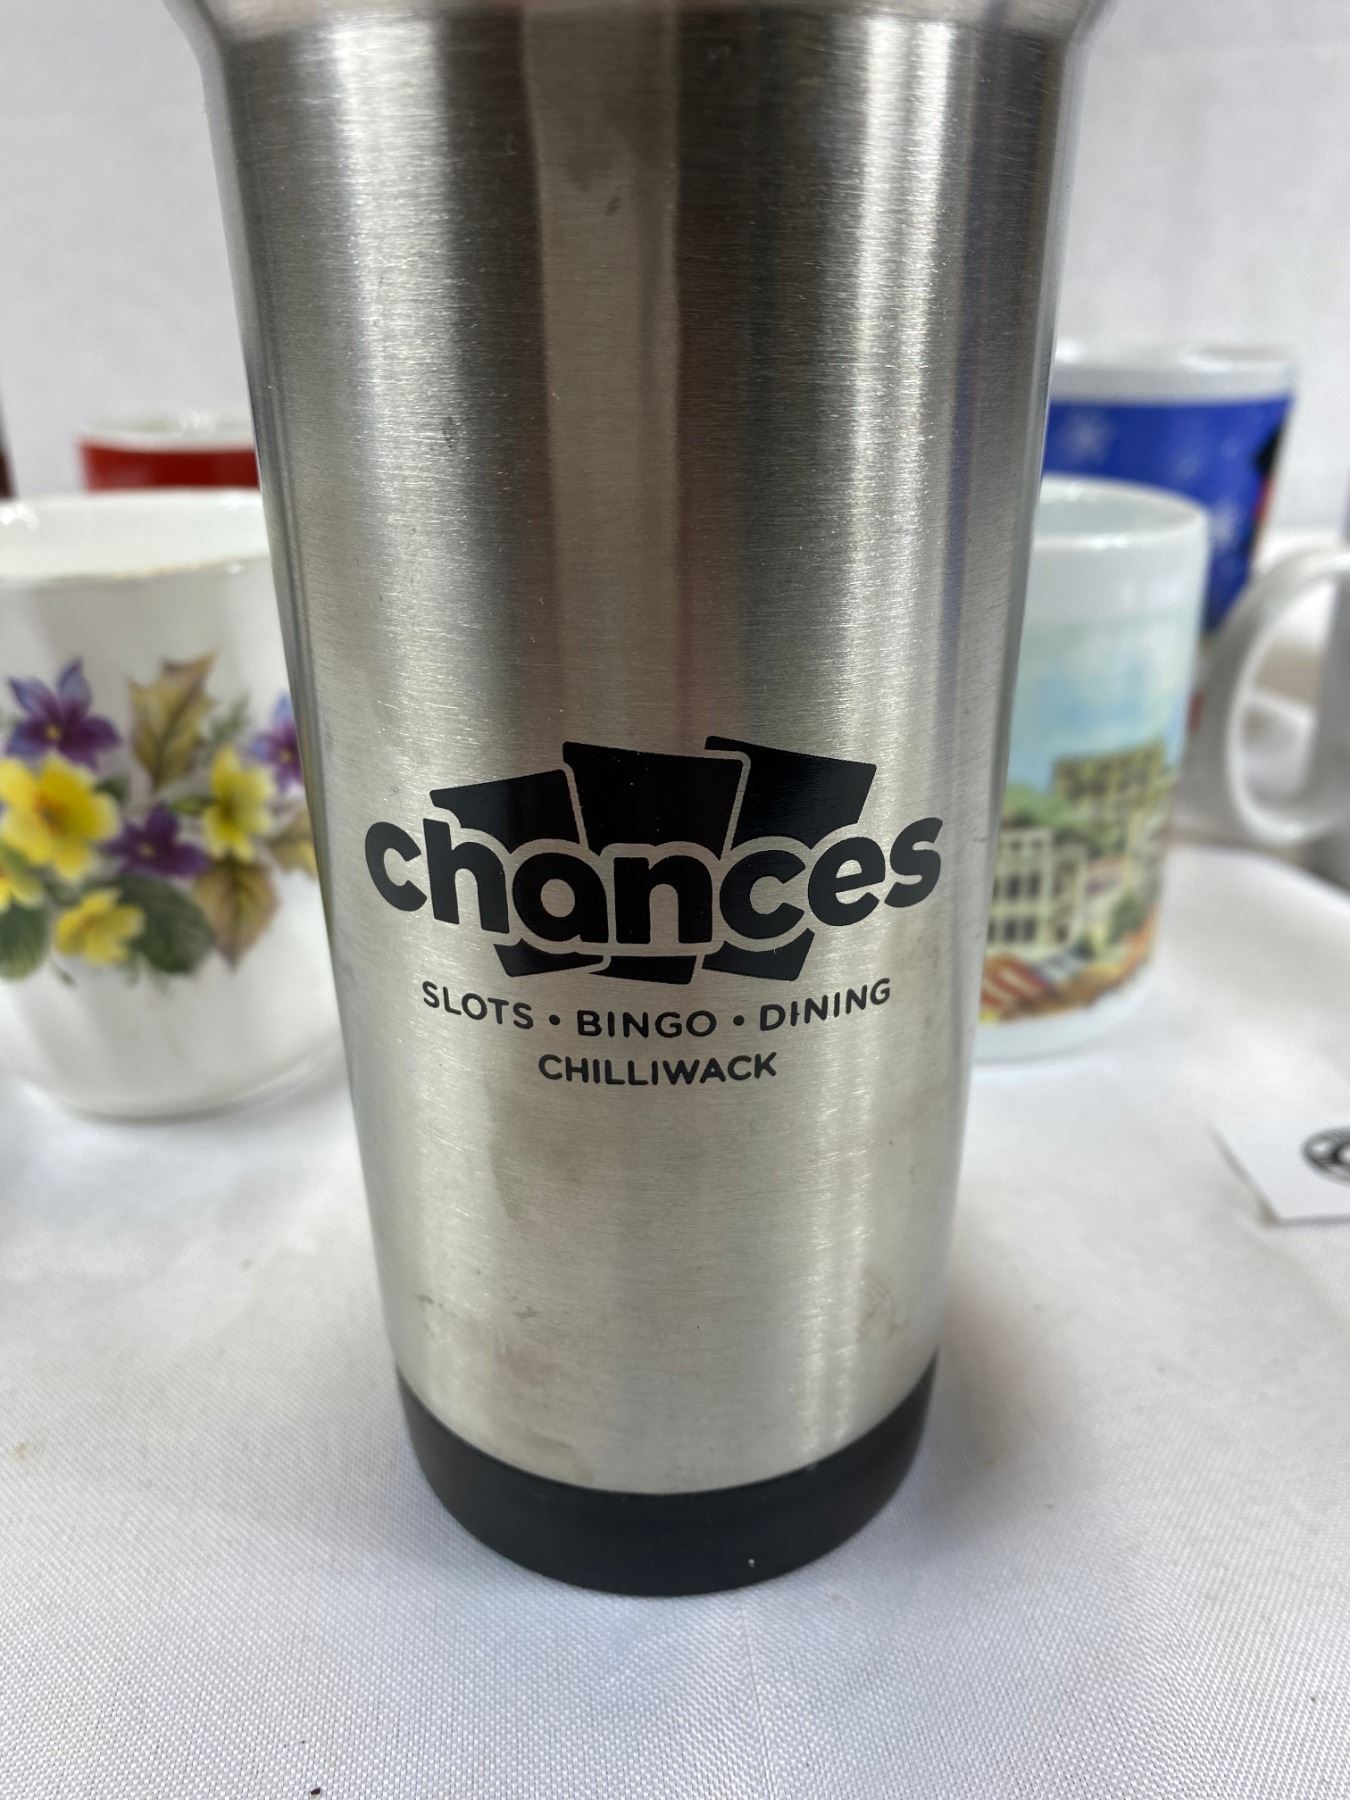 chances
SLOTS • BINGO • DINING
CHILLIWACK